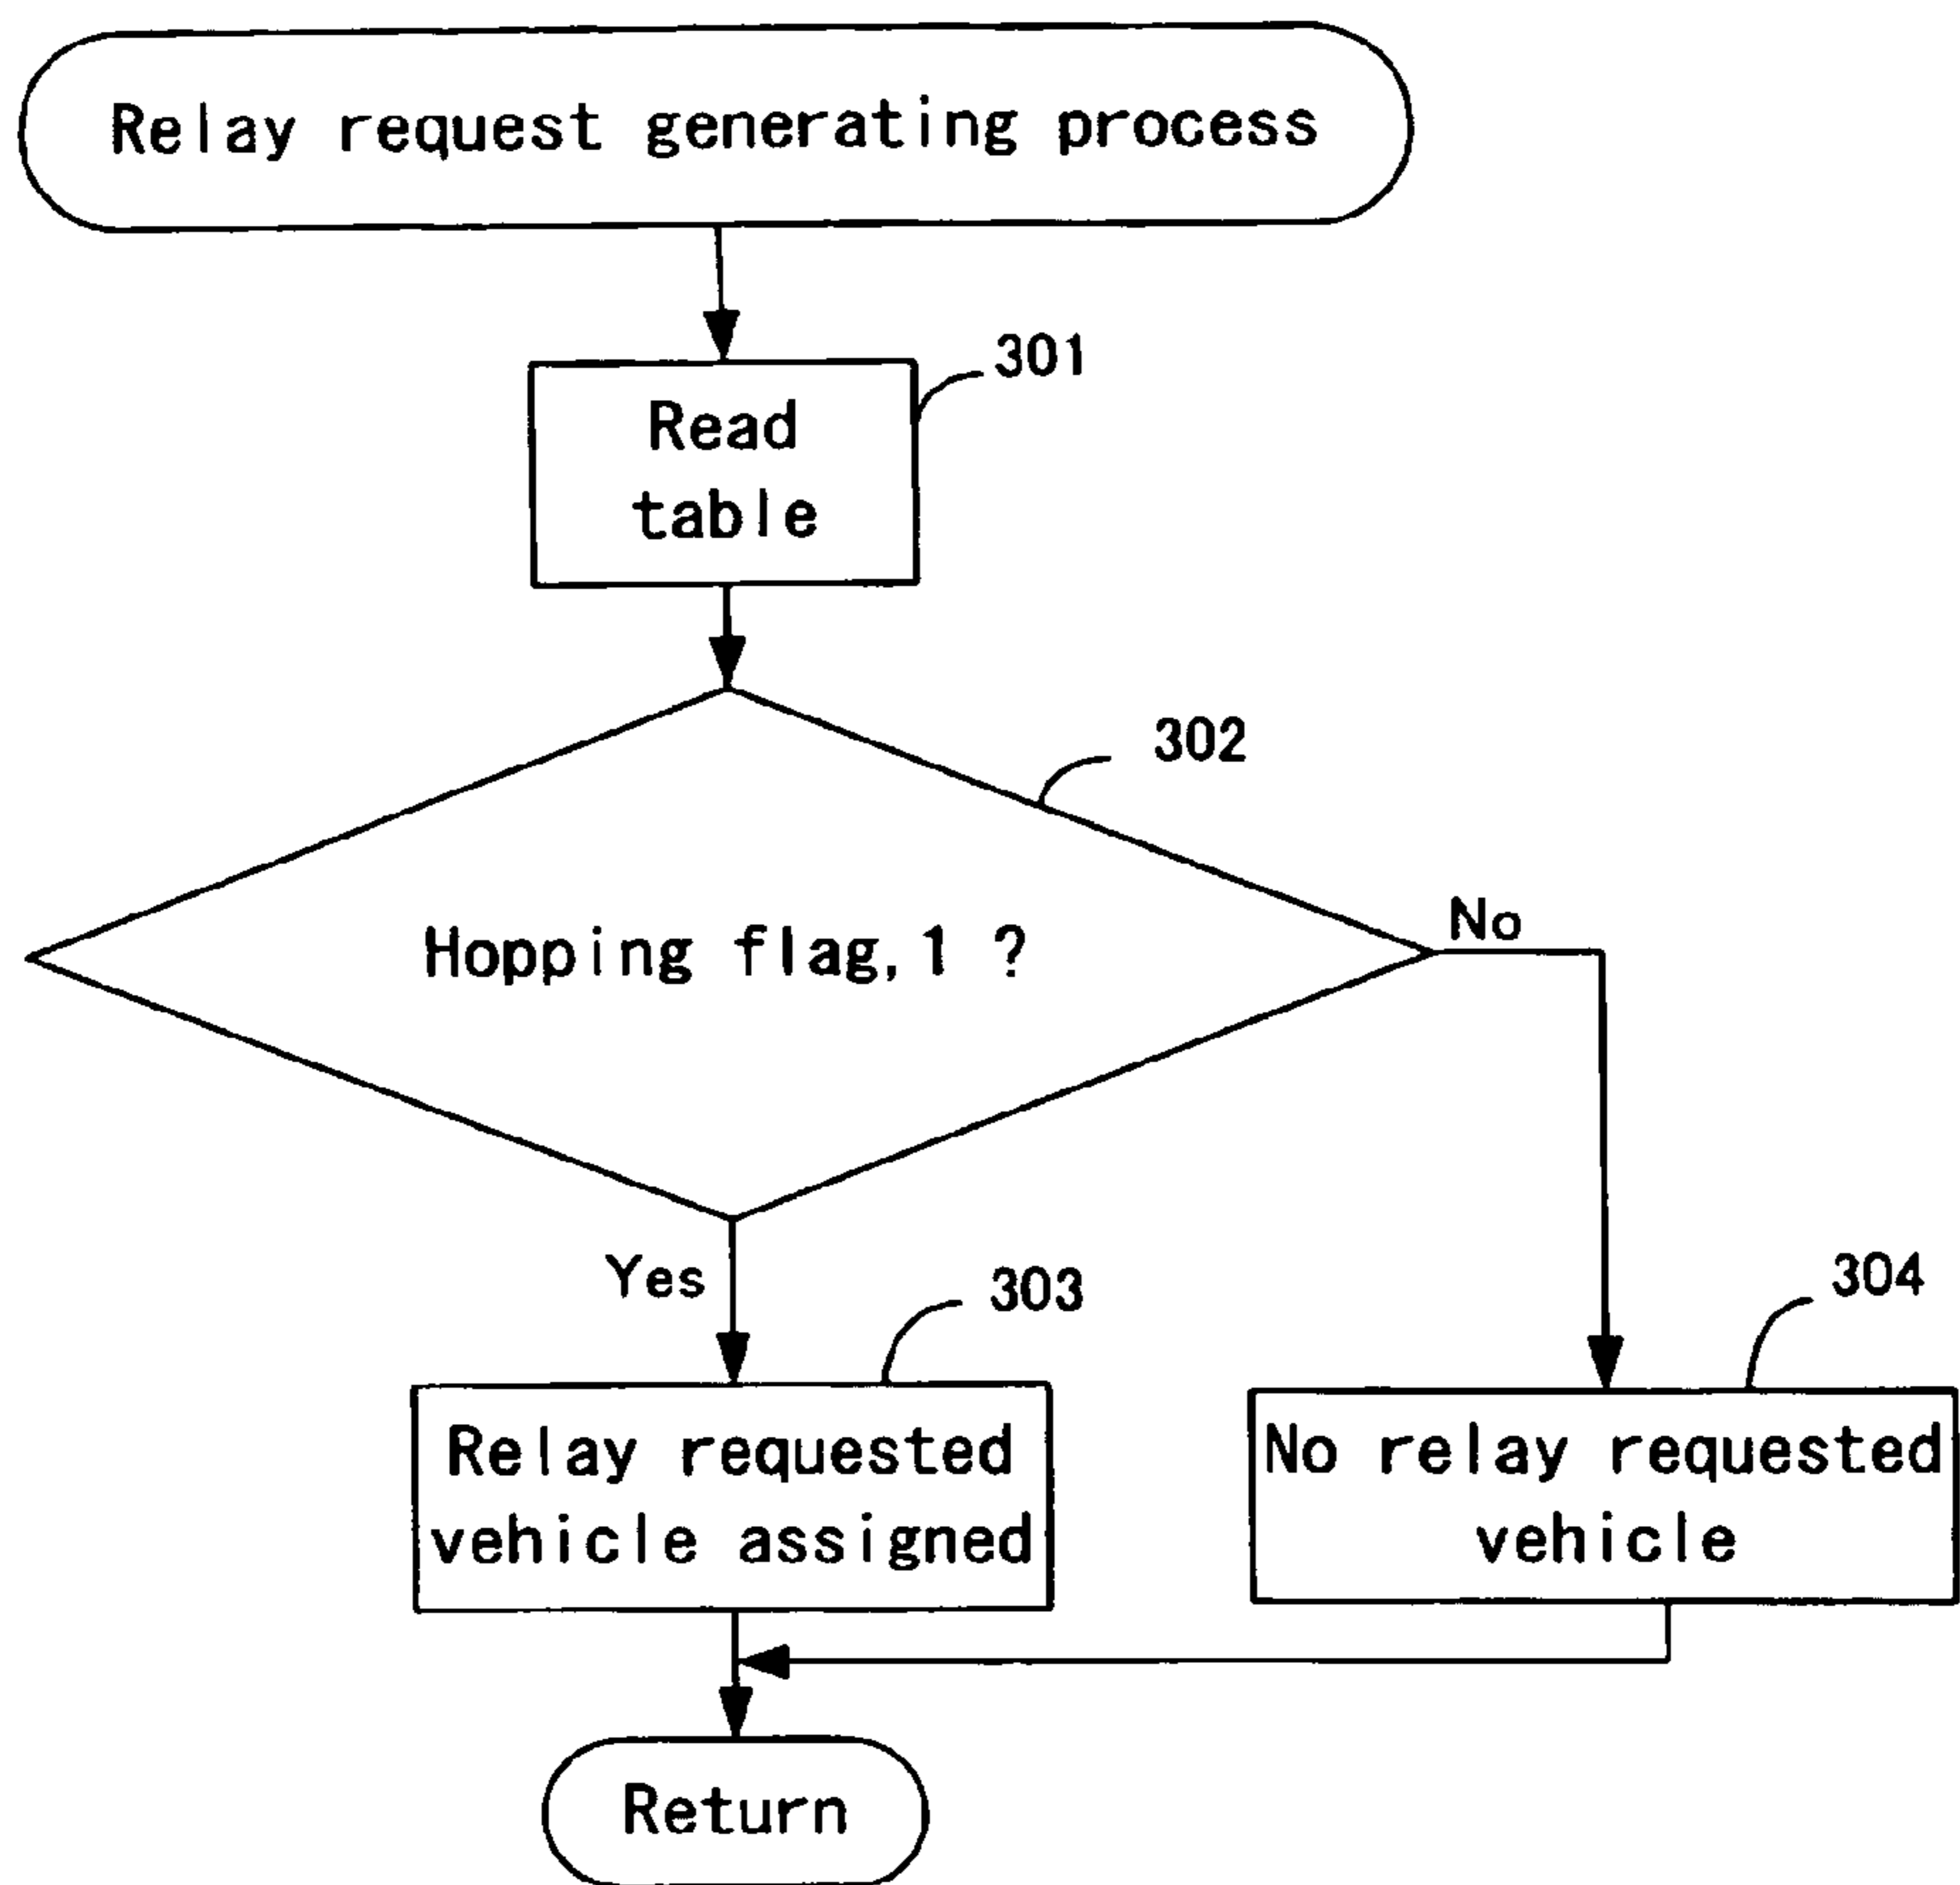 Relay request generating process
301
Read
table
302
Hopping flag, 1 ?
No
Yes
303
304
Relay requested
vehicle assigned
No relay requested
vehicle
Return